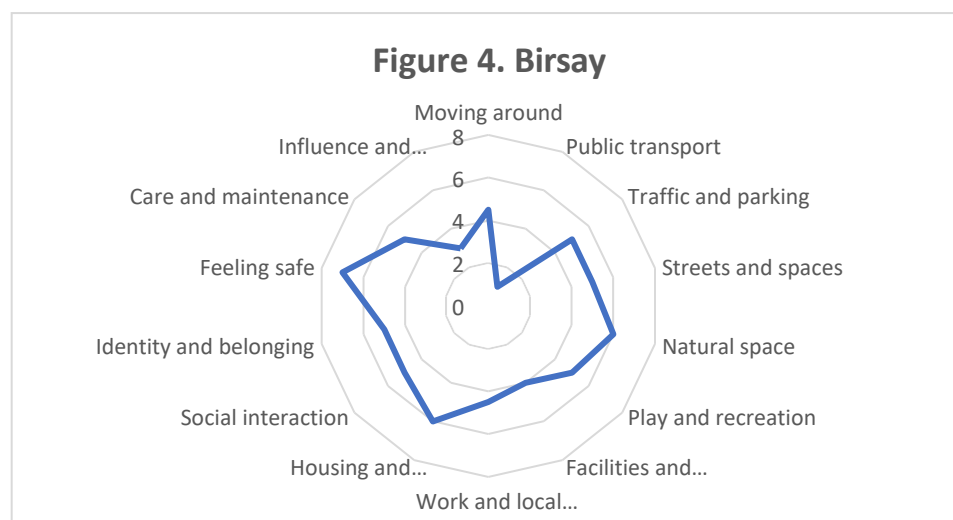 Figure 4. Birsay
Moving around
Public transport
Traffic and parking
Streets and spaces
Natural space
Play and recreation
Facilities and...
Work and local...
Housing and...
Social interaction
Identity and belonging
Feeling safe
Care and maintenance
Influence and...
8
6
4
2
0